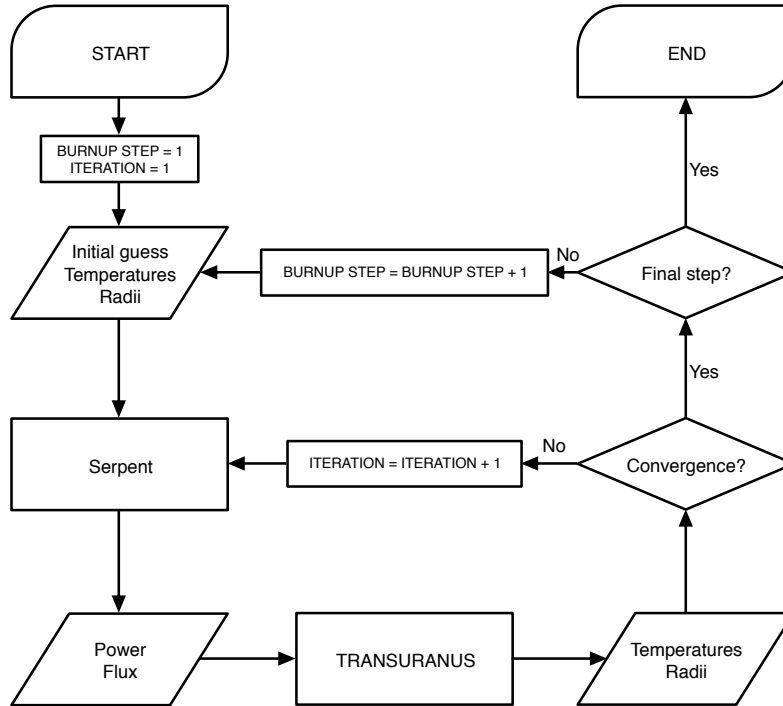 START
END
BURNUP STEP = 1
ITERATION = 1
Yes
Initial guess
Temperatures
Radii
BURNUP STEP = BURNUP STEP + 1
No
Final step?
Yes
Serpent
ITERATION = ITERATION + 1
No
Convergence?
Power
Flux
TRANSURANUS
Temperatures
Radii